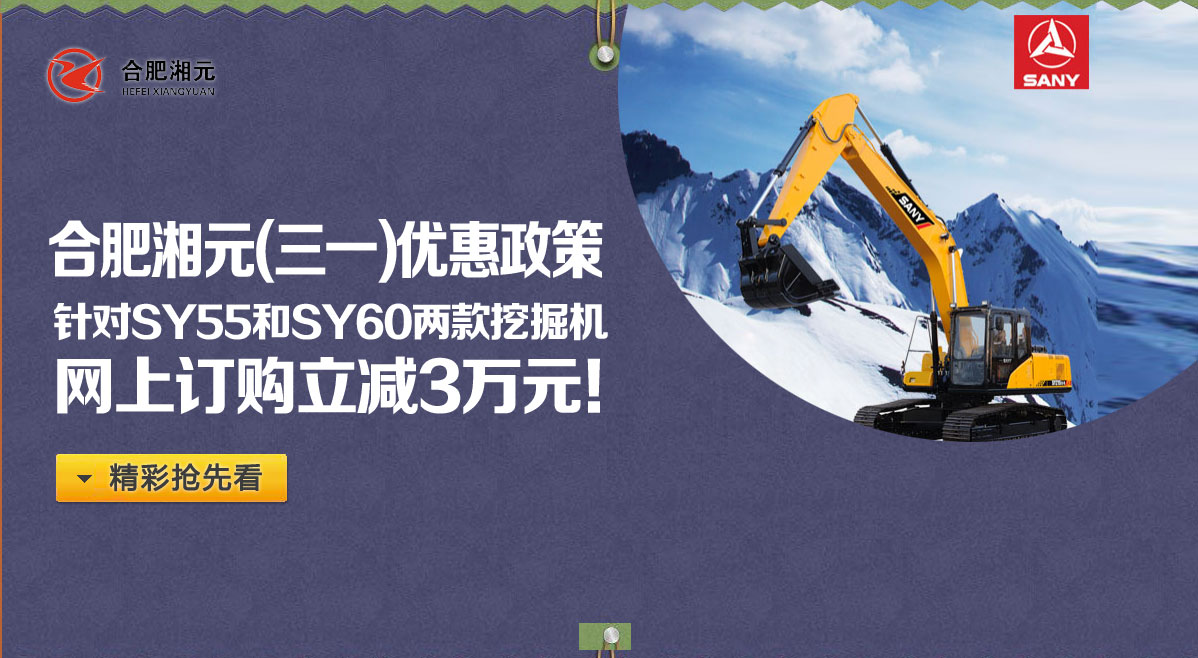 合肥湘元
HEFEI XIANGYUAN
SANY
SANY
合肥湘元(三一)优惠政策
针对SY55和SY60两款挖掘机
网上订购立减3万元!
精彩抢先看